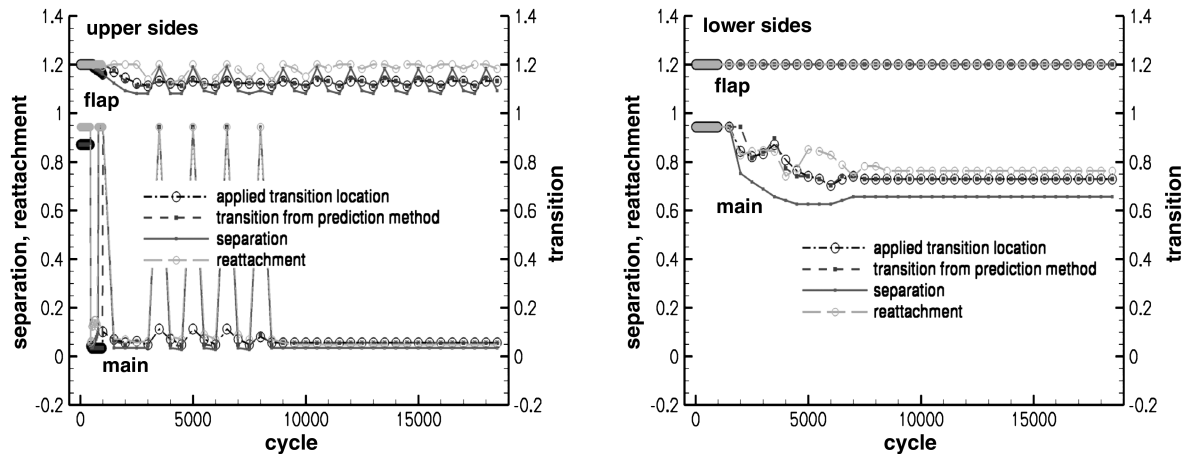 upper sides
1.4
1.2
1
0.8
0.6
0.4
0.2
0
-0.2
separation, reattachment
flap
applied transition location
transition from prediction method
separation
reattachment
main
0
5000
10000
15000
cycle
1.4
1.2
1
0.8
0.6
0.4
0.2
0
-0.2
transition
lower sides
1.4
1.2
1
0.8
0.6
0.4
0.2
0
-0.2
separation, reattachment
flap
main
applied transition location
transition from prediction method
separation
reattachment
0
5000
10000
15000
cycle
1.4
1.2
1
0.8
0.6
0.4
0.2
0
-0.2
transition